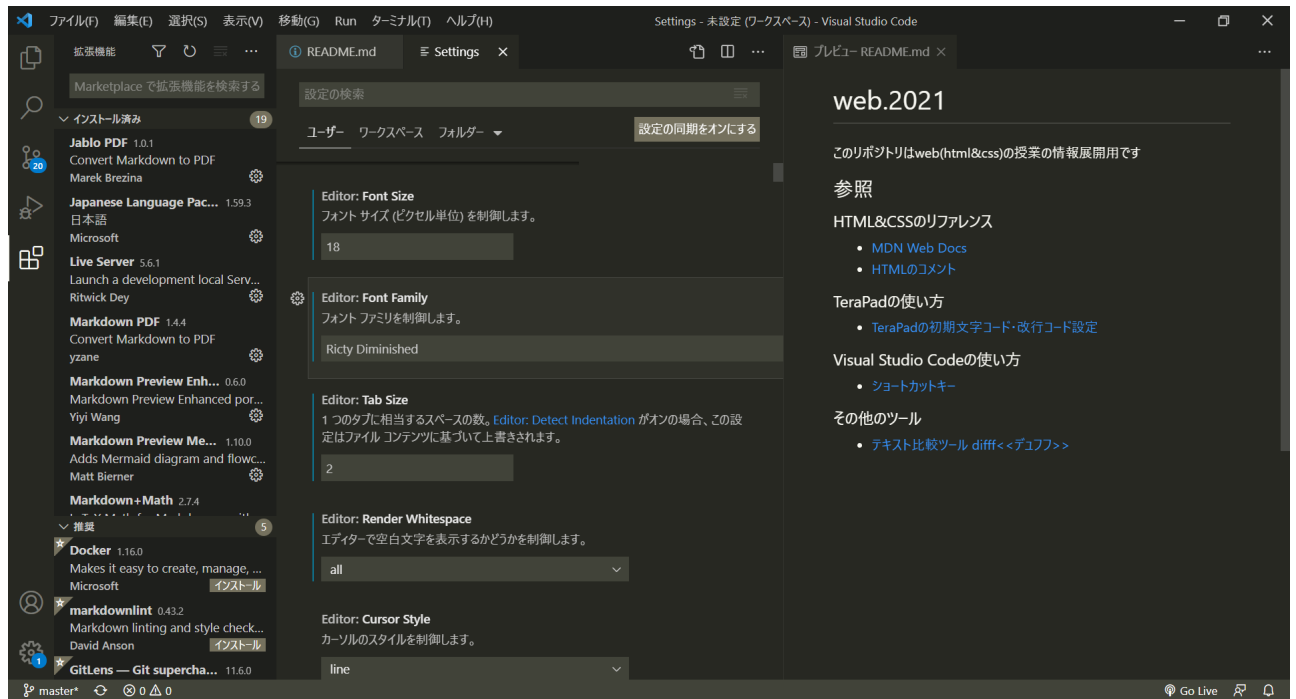 ファイル(F) 編集(E) 選択(S) 表示(V) 移動(G) Run ターミナル(T) ヘルプ(H)
Settings - 未設定 (ワークスペース) - Visual Studio Code
拡張機能
Marketplace で拡張機能を検索する
インストール済み 19
Jablo PDF 1.0.1
Convert Markdown to PDF
Marek Brezina
Japanese Language Pac... 1.59.3
日本語
Microsoft
Live Server 5.6.1
Launch a development local Serv...
Ritwick Dey
Markdown PDF 1.4.4
Convert Markdown to PDF
yzane
Markdown Preview Enh... 0.6.0
Markdown Preview Enhanced por...
Yiyi Wang
Markdown Preview Me... 1.10.0
Adds Mermaid diagram and flowc...
Matt Bierner
Markdown+Math 2.7.4
推奨 5
Docker 1.16.0
Makes it easy to create, manage, ...
Microsoft インストール
markdownlint 0.43.2
Markdown linting and style check...
David Anson インストール
GitLens — Git supercha... 11.6.0
20
1
README.md
Settings
設定の検索
ユーザー ワークスペース フォルダー
設定の同期をオンにする
Editor: Font Size
フォント サイズ (ピクセル単位) を制御します。
18
Editor: Font Family
フォント ファミリを制御します。
Ricty Diminished
Editor: Tab Size
1 つのタブに相当するスペースの数。Editor: Detect Indentation がオンの場合、この設
定はファイル コンテンツに基づいて上書きされます。
2
Editor: Render Whitespace
エディターで空白文字を表示するかどうかを制御します。
all
Editor: Cursor Style
カーソルのスタイルを制御します。
line
プレビュー README.md
web.2021
このリポジトリはweb(html&css)の授業の情報展開用です
参照
HTML&CSSのリファレンス
MDN Web Docs
HTMLのコメント
TeraPadの使い方
TeraPadの初期文字コード・改行コード設定
Visual Studio Codeの使い方
ショートカットキー
その他のツール
テキスト比較ツール difff<<デュフフ>>
master* 0 0
Go Live